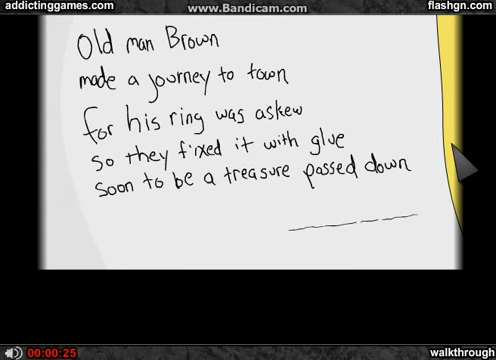 addictinggames.com
www.Bandicam.com
flashgn.com
Old man Brown
made a journey to town
for his ring was askew
so they fixed it with glue
soon to be a treasure passed down
00:00:25
walkthrough